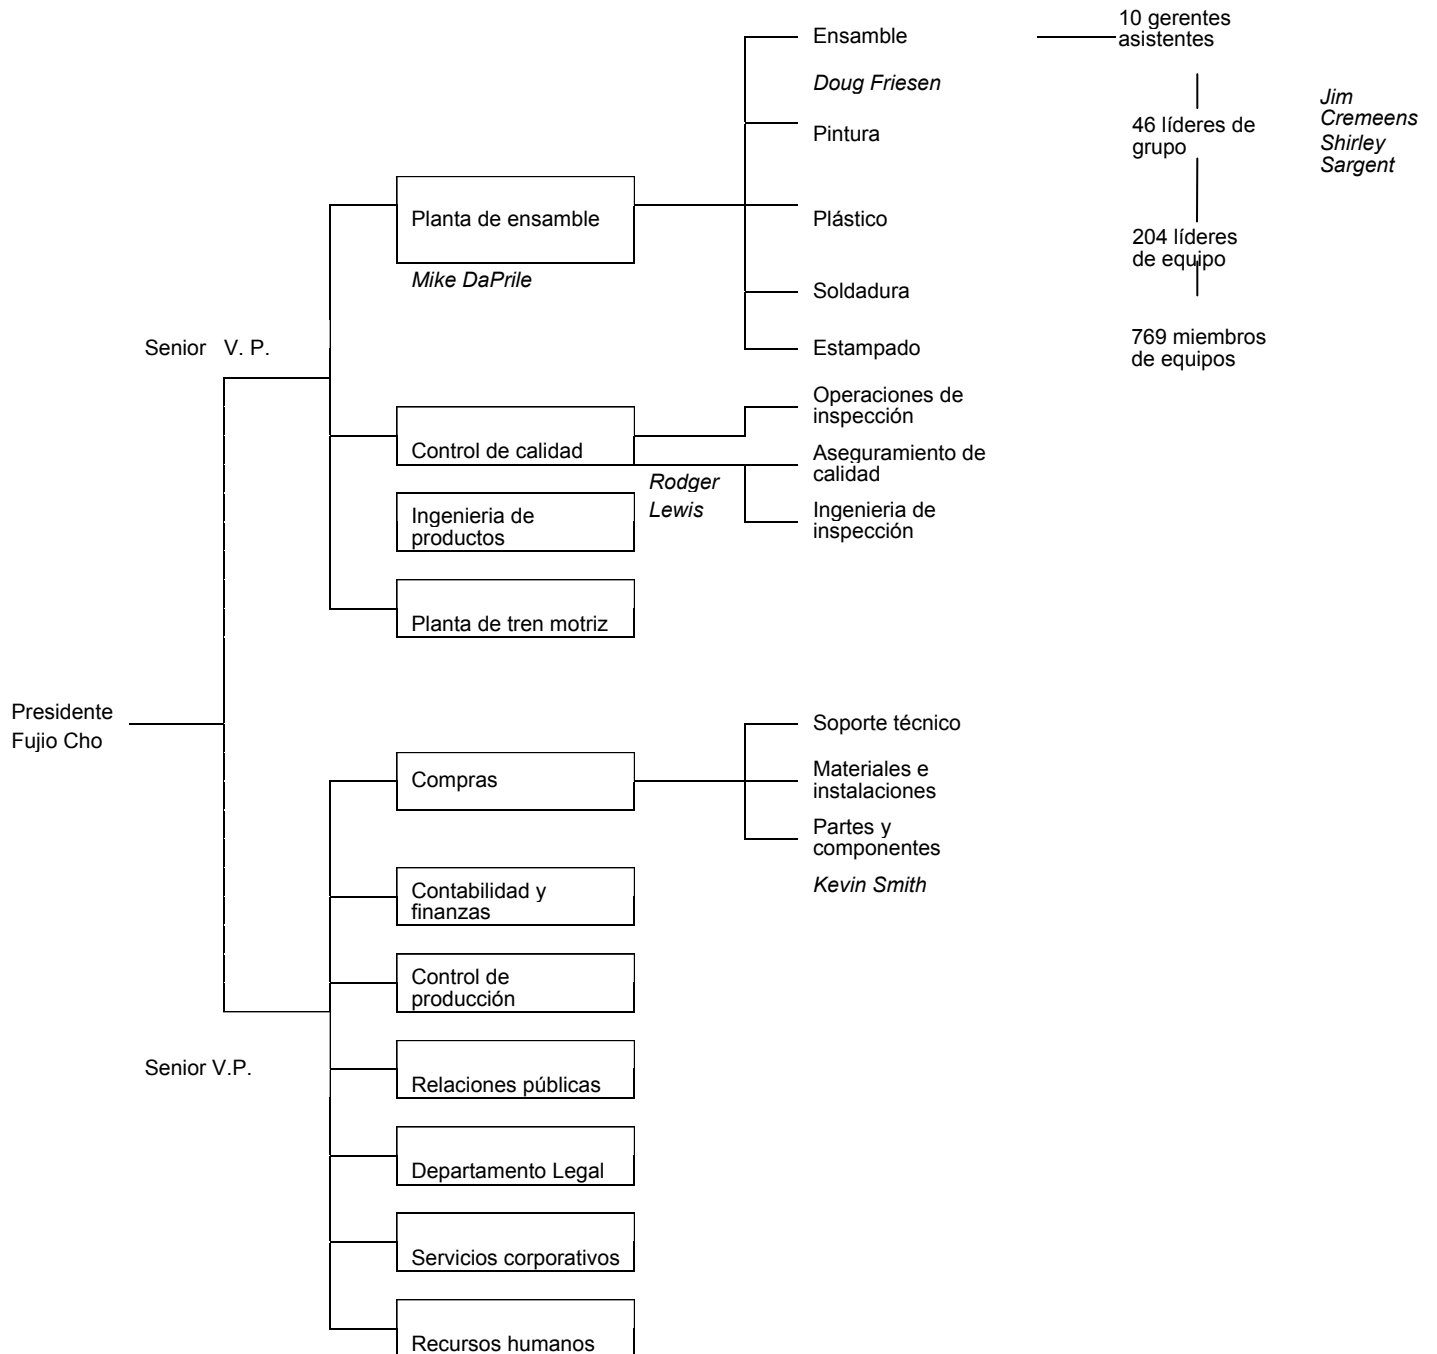 10 gerentes
asistentes
Ensamble
Doug Friesen
Jim
Cremeens
Shirley
Sargent
46 líderes de
grupo
Pintura
Planta de ensamble
Plástico
204 líderes
de equipo
Mike DaPrile
Soldadura
Senior V. P.
Estampado
769 miembros
de equipos
Operaciones de
inspección
Control de calidad
Aseguramiento de
calidad
Rodger
Lewis
Ingenieria de
productos
Ingenieria de
inspección
Planta de tren motriz
Presidente
Fujio Cho
Soporte técnico
Compras
Materiales e
instalaciones
Partes y
componentes
Kevin Smith
Contabilidad y
finanzas
Control de
producción
Senior V.P.
Relaciones públicas
Departamento Legal
Servicios corporativos
Recursos humanos